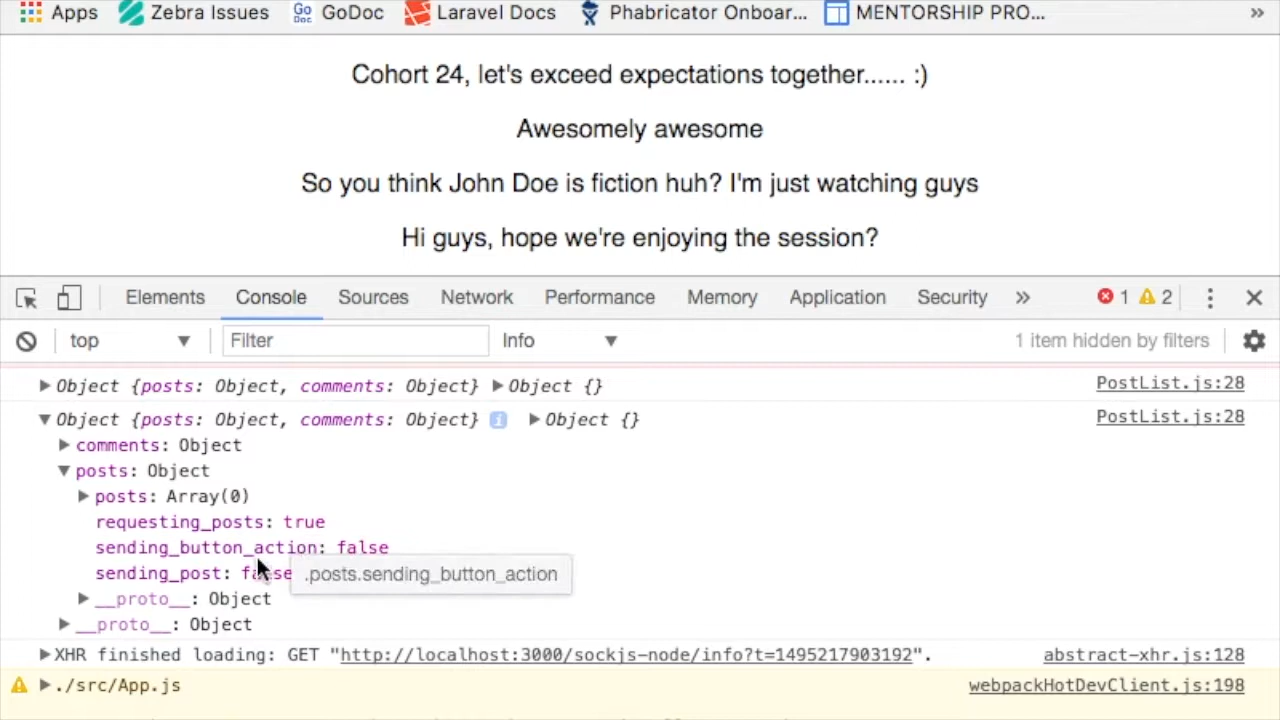 Apps Zebra Issues Go Doc GoDoc Laravel Docs Phabricator Onboar... MENTORSHIP PRO... »
Cohort 24, let's exceed expectations together...... :)
Awesomely awesome
So you think John Doe is fiction huh? I'm just watching guys
Hi guys, hope we're enjoying the session?
Elements Console Sources Network Performance Memory Application Security » 1 2
top Filter Info 1 item hidden by filters
Object {posts: Object, comments: Object} Object {} PostList.js:28
Object {posts: Object, comments: Object} i Object {} PostList.js:28
comments: Object
posts: Object
posts: Array(0)
requesting_posts: true
sending_button_action: false
sending_post: false .posts.sending_button_action
__proto__: Object
__proto__: Object
XHR finished loading: GET "http://localhost:3000/sockjs-node/info?t=1495217903192". abstract-xhr.js:128
./src/App.js webpackHotDevClient.js:198